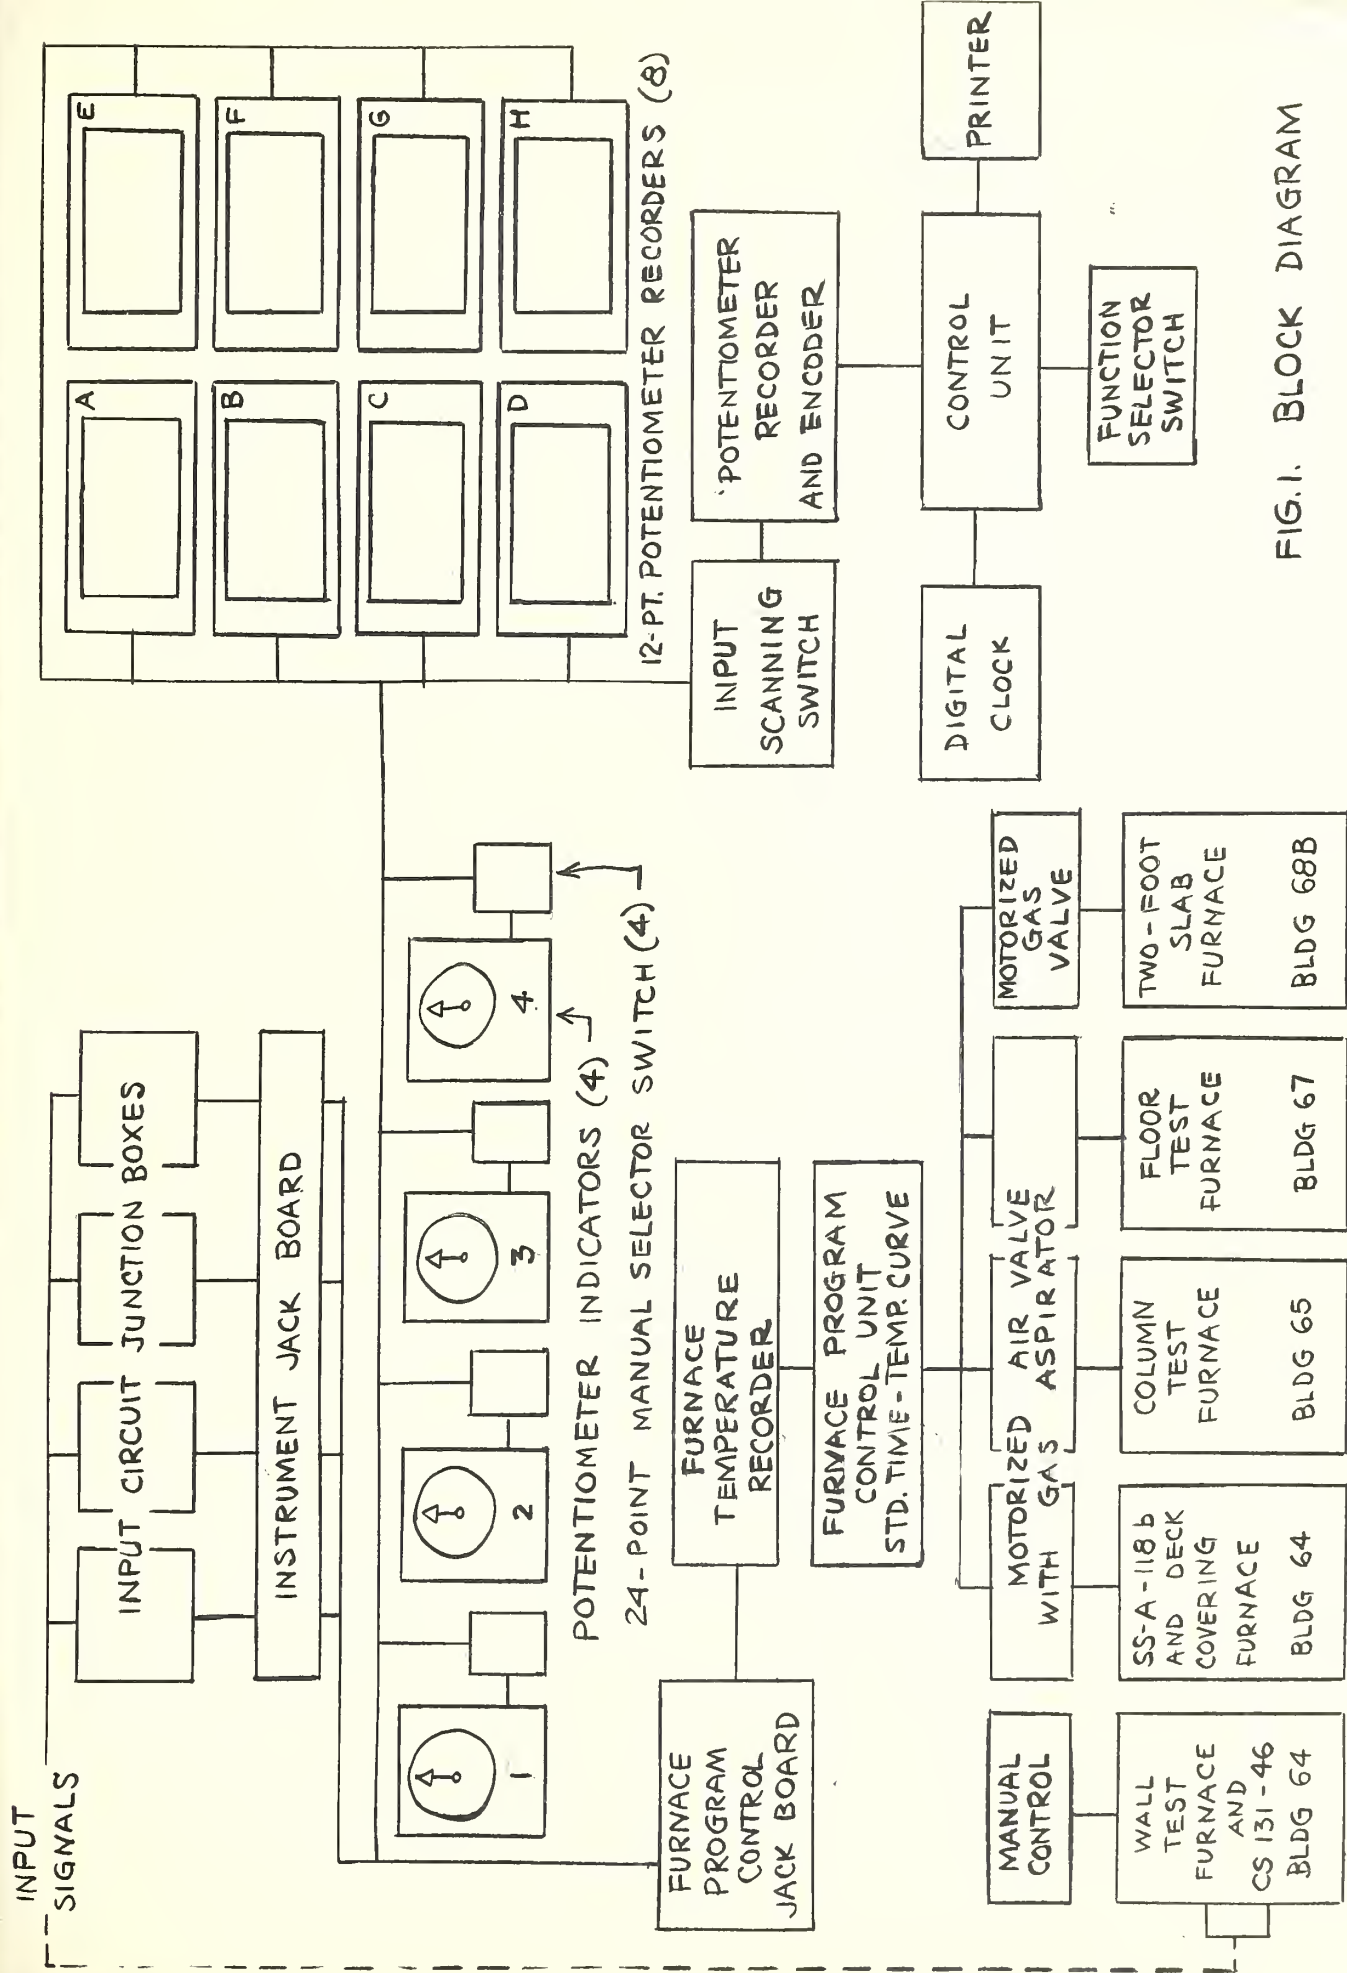 INPUT
SIGNALS
INPUT CIRCUIT JUNCTION BOXES
INSTRUMENT JACK BOARD
1
2
3
4
POTENTIOMETER INDICATORS (4)
24-POINT MANUAL SELECTOR SWITCH (4)
A
E
B
F
C
G
D
H
12-PT. POTENTIOMETER RECORDERS (8)
INPUT
SCANNING
SWITCH
POTENTIOMETER
RECORDER
AND ENCODER
DIGITAL
CLOCK
CONTROL
UNIT
PRINTER
FUNCTION
SELECTOR
SWITCH
FURNACE
PROGRAM
CONTROL
JACK BOARD
FURNACE
TEMPERATURE
RECORDER
FURNACE PROGRAM
CONTROL UNIT
STD. TIME-TEMP. CURVE
MANUAL
CONTROL
MOTORIZED AIR VALVE
WITH GAS ASPIRATOR
MOTORIZED
GAS
VALVE
WALL
TEST
FURNACE
AND
CS 131-46
BLDG 64
SS-A-118b
AND DECK
COVERING
FURNACE
BLDG 64
COLUMN
TEST
FURNACE
BLDG 65
FLOOR
TEST
FURNACE
BLDG 67
TWO-FOOT
SLAB
FURNACE
BLDG 68B
FIG.1. BLOCK DIAGRAM